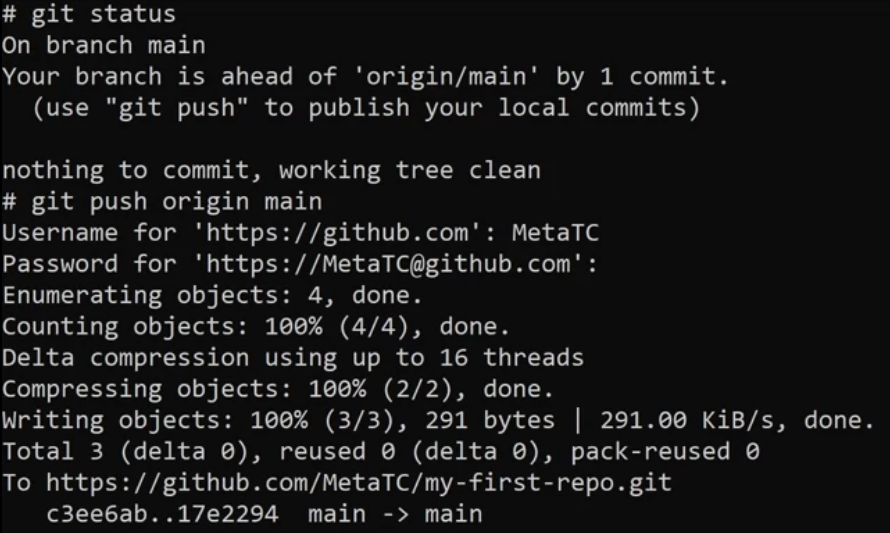 # git status
On branch main
Your branch is ahead of 'origin/main' by 1 commit.
  (use "git push" to publish your local commits)

nothing to commit, working tree clean
# git push origin main
Username for 'https://github.com': MetaTC
Password for 'https://MetaTC@github.com':
Enumerating objects: 4, done.
Counting objects: 100% (4/4), done.
Delta compression using up to 16 threads
Compressing objects: 100% (2/2), done.
Writing objects: 100% (3/3), 291 bytes | 291.00 KiB/s, done.
Total 3 (delta 0), reused 0 (delta 0), pack-reused 0
To https://github.com/MetaTC/my-first-repo.git
   c3ee6ab..17e2294  main -> main